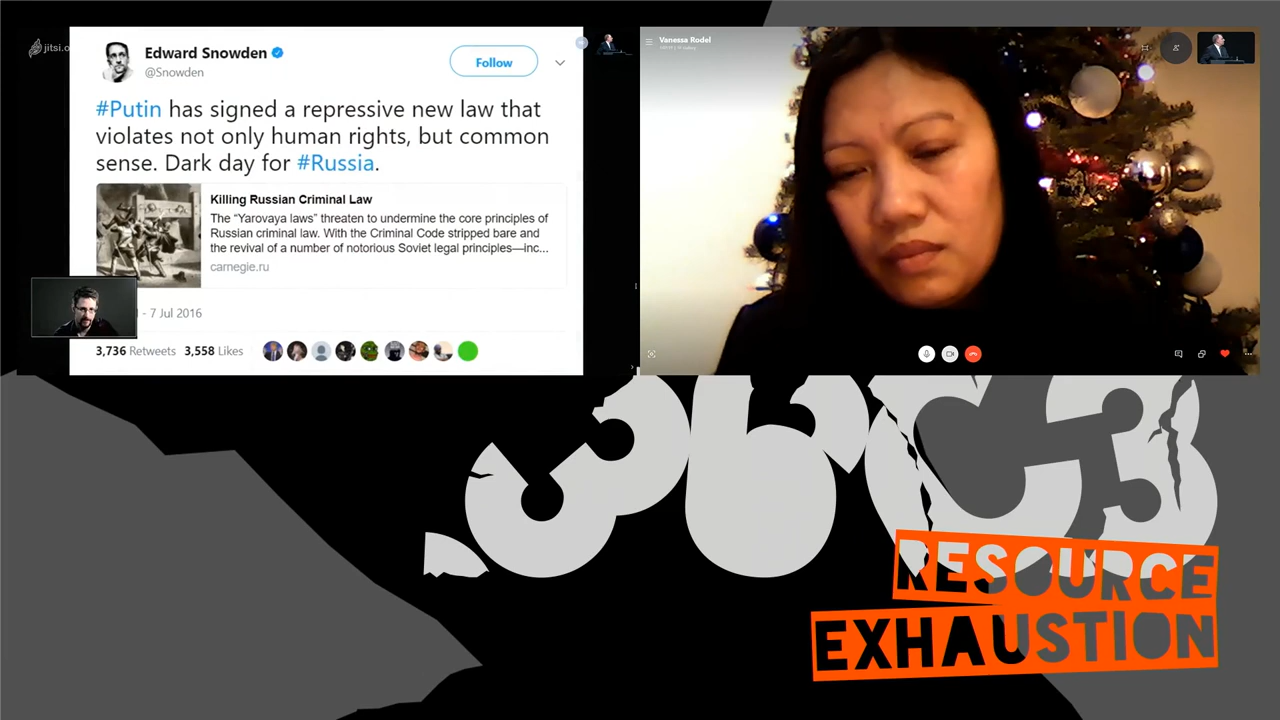 jitsi.o
Edward Snowden
@Snowden
Follow
#Putin has signed a repressive new law that
violates not only human rights, but common
sense. Dark day for #Russia.
Killing Russian Criminal Law
The “Yarovaya laws” threaten to undermine the core principles of
Russian criminal law. With the Criminal Code stripped bare and
the revival of a number of notorious Soviet legal principles—inc...
carnegie.ru
- 7 Jul 2016
3,736 Retweets 3,558 Likes
Vanessa Rodel
36C3
RESOURCE
EXHAUSTION